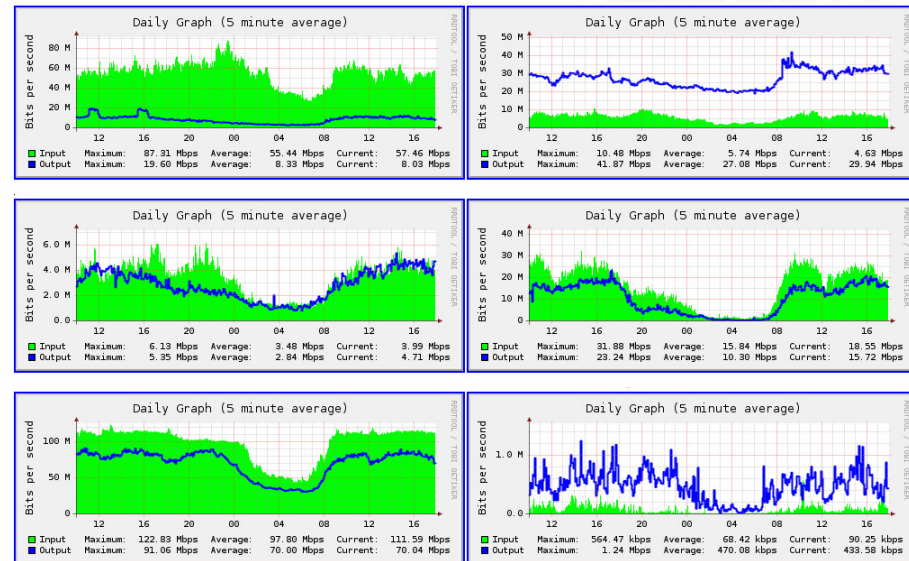 Daily Graph (5 minute average)
RRDTOOL / TOBI OETIKER
Bits per second
80 M
60 M
40 M
20 M
0
12 16 20 00 04 08 12 16
Input Maximum: 87.31 Mbps Average: 55.44 Mbps Current: 57.46 Mbps
Output Maximum: 19.60 Mbps Average: 8.33 Mbps Current: 8.03 Mbps
Daily Graph (5 minute average)
RRDTOOL / TOBI OETIKER
Bits per second
50 M
40 M
30 M
20 M
10 M
0
12 16 20 00 04 08 12 16
Input Maximum: 10.48 Mbps Average: 5.74 Mbps Current: 4.63 Mbps
Output Maximum: 41.87 Mbps Average: 27.08 Mbps Current: 29.94 Mbps
Daily Graph (5 minute average)
RRDTOOL / TOBI OETIKER
Bits per second
6.0 M
4.0 M
2.0 M
0.0
12 16 20 00 04 08 12 16
Input Maximum: 6.13 Mbps Average: 3.48 Mbps Current: 3.99 Mbps
Output Maximum: 5.35 Mbps Average: 2.84 Mbps Current: 4.71 Mbps
Daily Graph (5 minute average)
RRDTOOL / TOBI OETIKER
Bits per second
40 M
30 M
20 M
10 M
0
12 16 20 00 04 08 12 16
Input Maximum: 31.88 Mbps Average: 15.84 Mbps Current: 18.55 Mbps
Output Maximum: 23.24 Mbps Average: 10.30 Mbps Current: 15.72 Mbps
Daily Graph (5 minute average)
RRDTOOL / TOBI OETIKER
Bits per second
100 M
50 M
0
12 16 20 00 04 08 12 16
Input Maximum: 122.83 Mbps Average: 97.80 Mbps Current: 111.59 Mbps
Output Maximum: 91.06 Mbps Average: 70.00 Mbps Current: 70.04 Mbps
Daily Graph (5 minute average)
RRDTOOL / TOBI OETIKER
Bits per second
1.0 M
0.0
12 16 20 00 04 08 12 16
Input Maximum: 564.47 kbps Average: 68.42 kbps Current: 90.25 kbps
Output Maximum: 1.24 Mbps Average: 470.08 kbps Current: 433.58 kbps